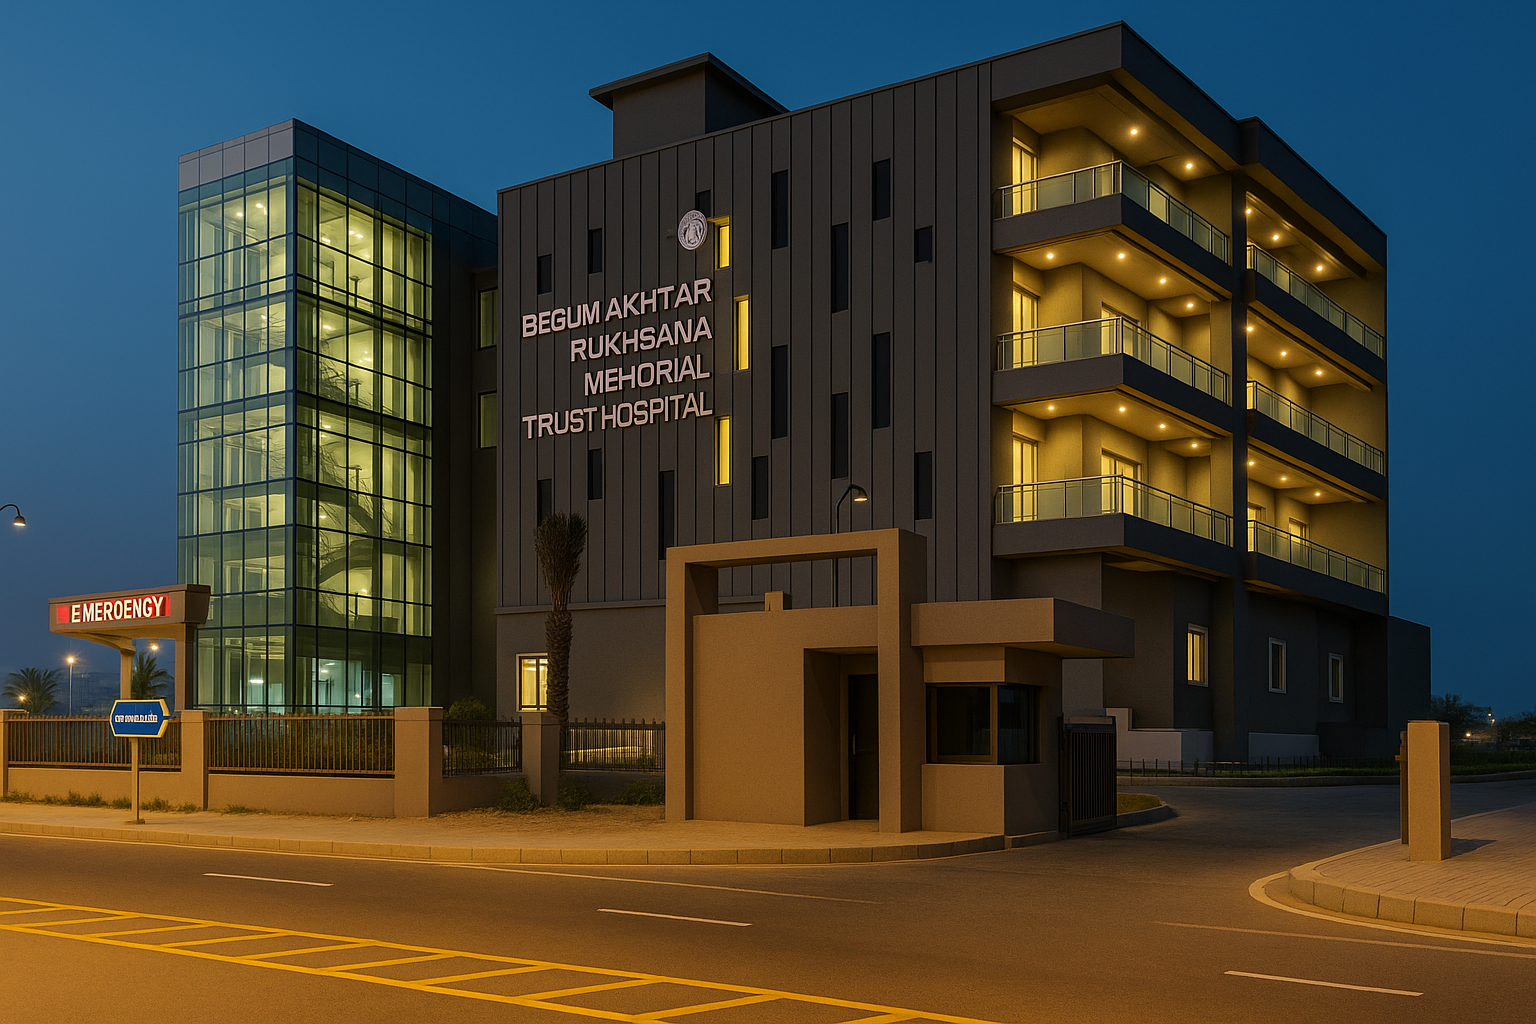 BEGUM AKHTAR
RUKHSANA
MEHORIAL
TRUST HOSPITAL
EMEROENGY